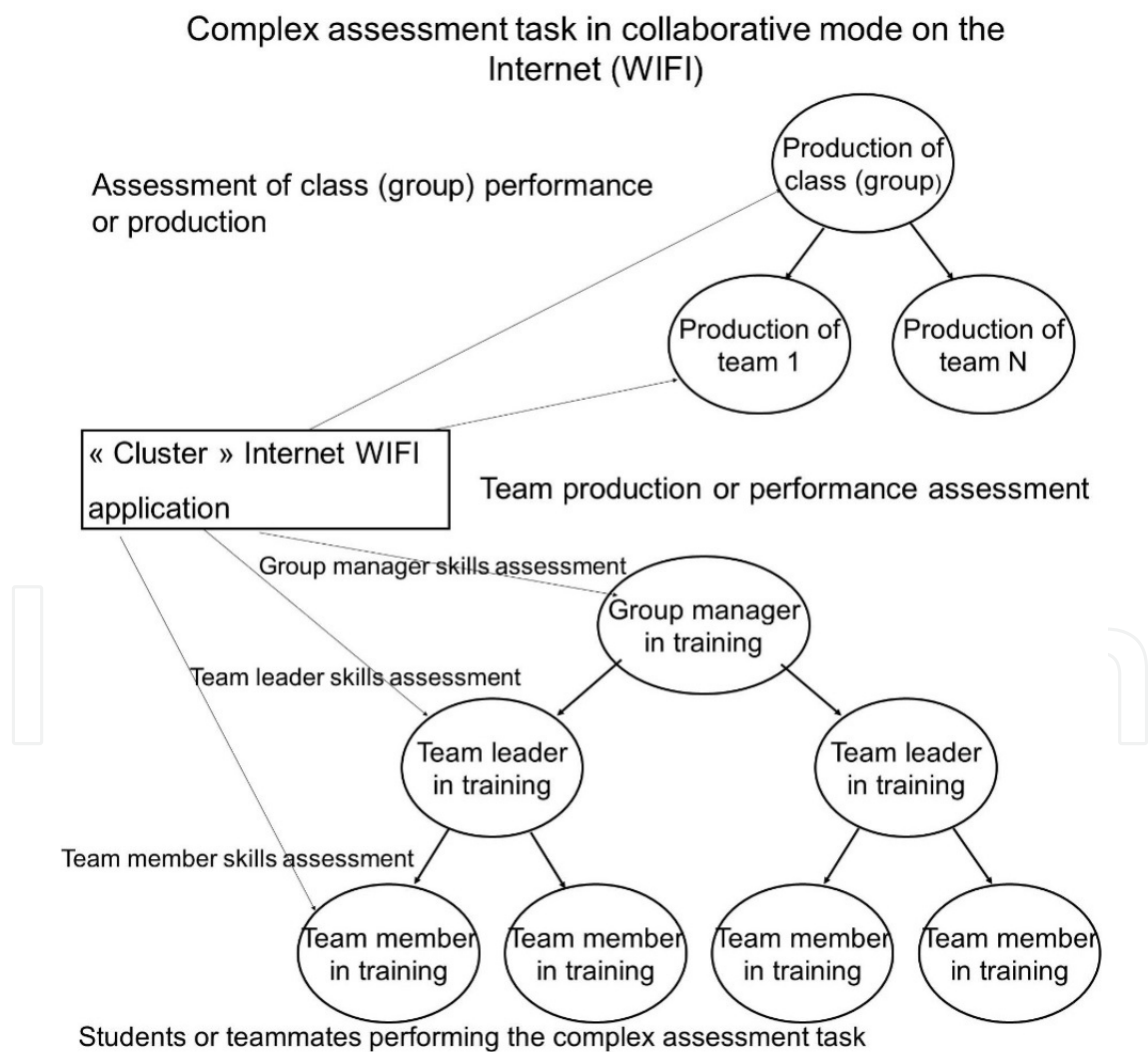 Complex assessment task in collaborative mode on the
Internet (WIFI)
Production of
class (group)
Assessment of class (group) performance
or production
Production of
team 1
Production of
team N
« Cluster » Internet WIFI
application
Team production or performance assessment
Group manager skills assessment
Group manager
in training
Team leader skills assessment
Team leader
in training
Team leader
in training
Team member skills assessment
Team member
in training
Team member
in training
Team member
in training
Team member
in training
Students or teammates performing the complex assessment task